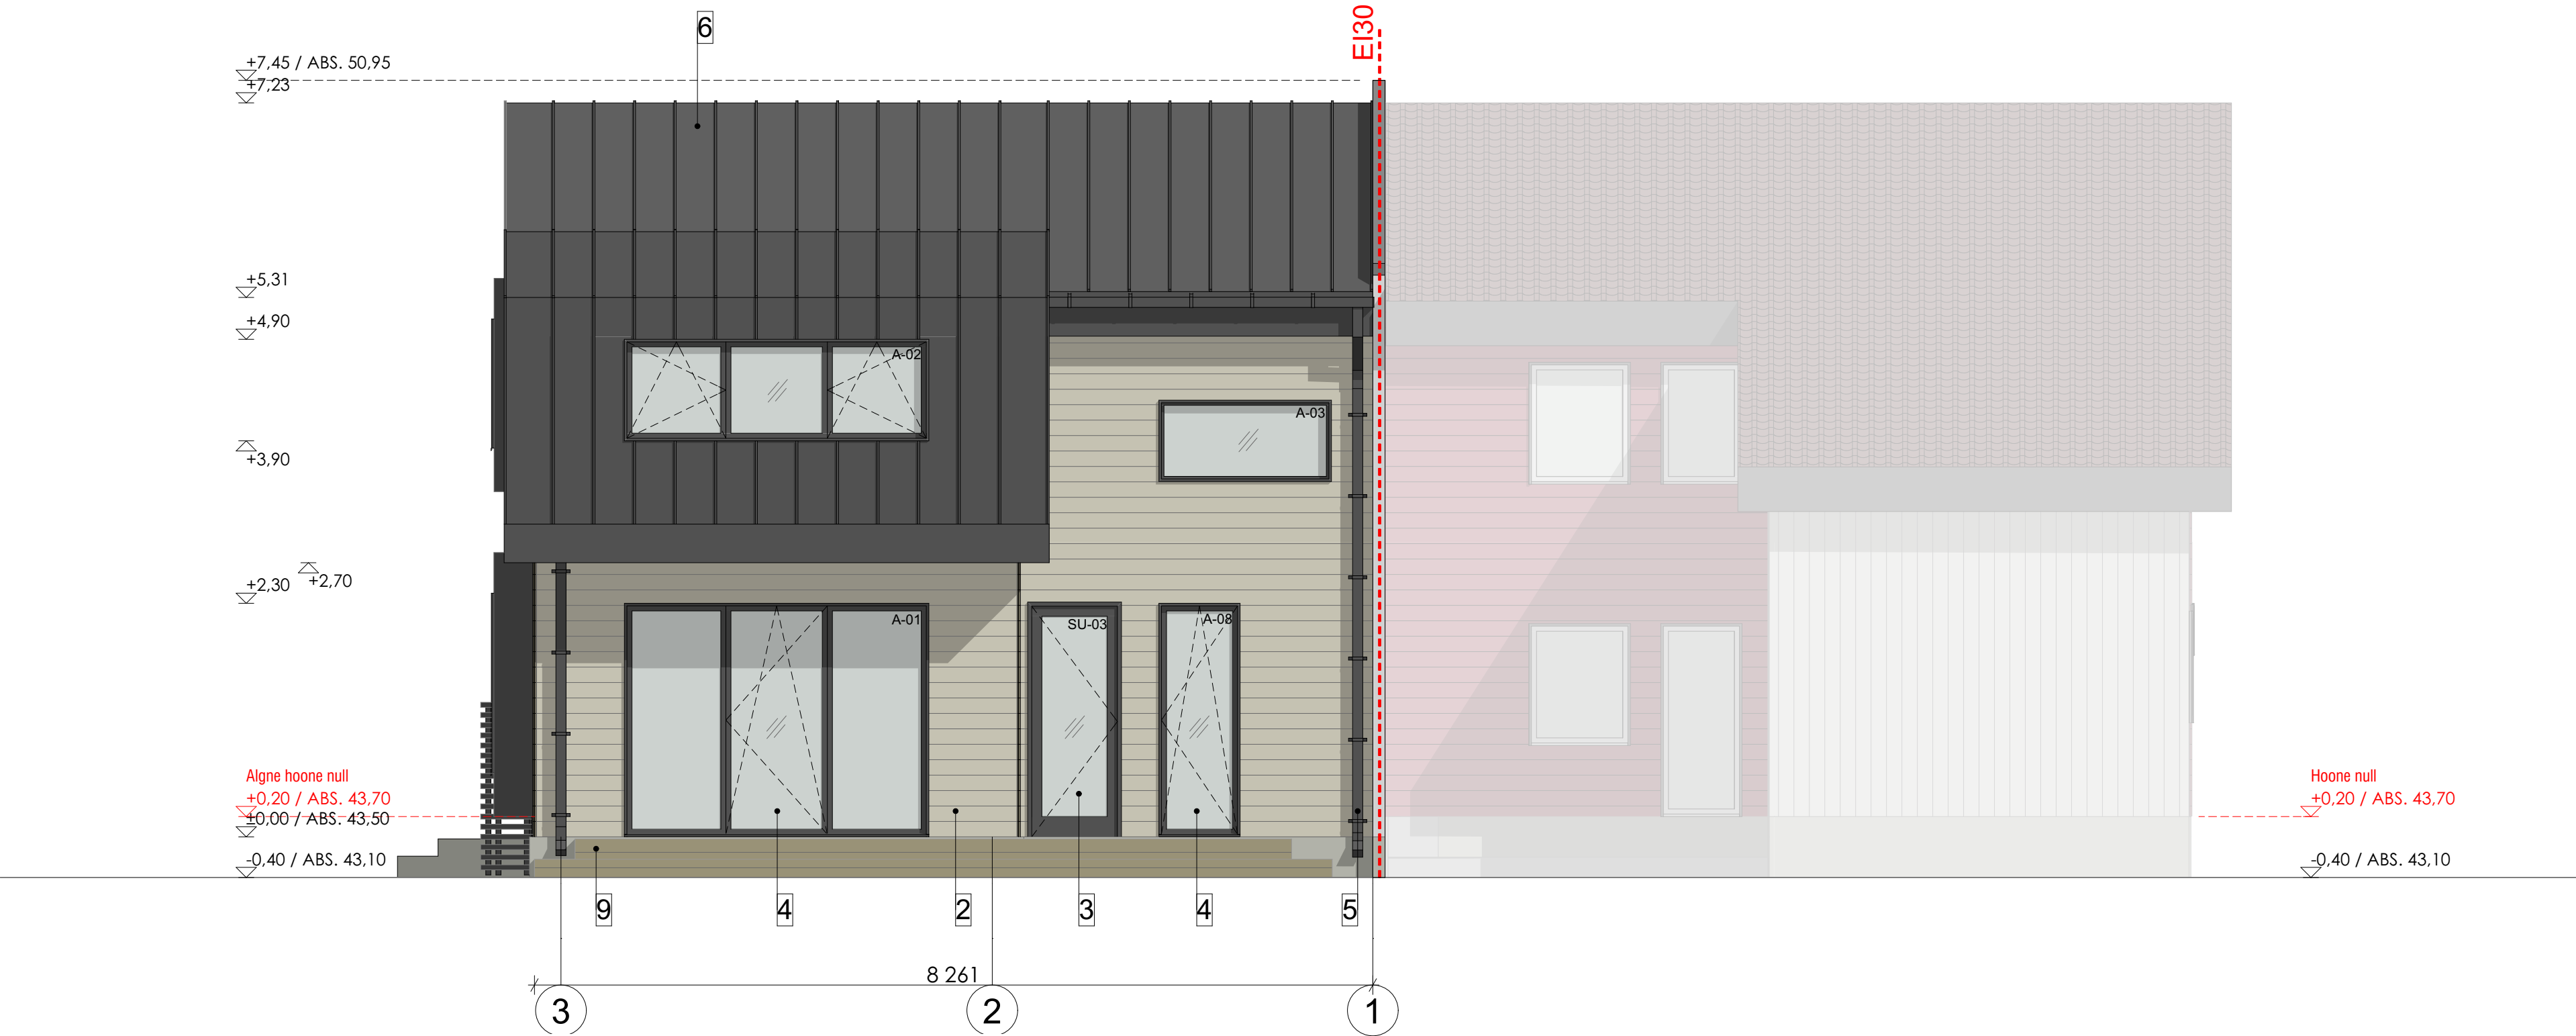 6
EI30
+7,45 / ABS. 50,95
+7,23
+5,31
+4,90
A-02
A-03
+3,90
+2,30
+2,70
A-01
SU-03
A-08
Algne hoone null
+0,20 / ABS. 43,70
±0,00 / ABS. 43,50
-0,40 / ABS. 43,10
Hoone null
+0,20 / ABS. 43,70
-0,40 / ABS. 43,10
9 4 2 3 4 5
8 261
3 2 1